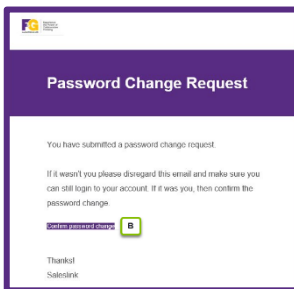 FG
Password Change Request
You have submitted a password change request.
If it wasn't you please disregard this email and make sure you
can still login to your account. If it was you, then confirm the
password change.
Confirm password change B
Thanks!
Saleslink